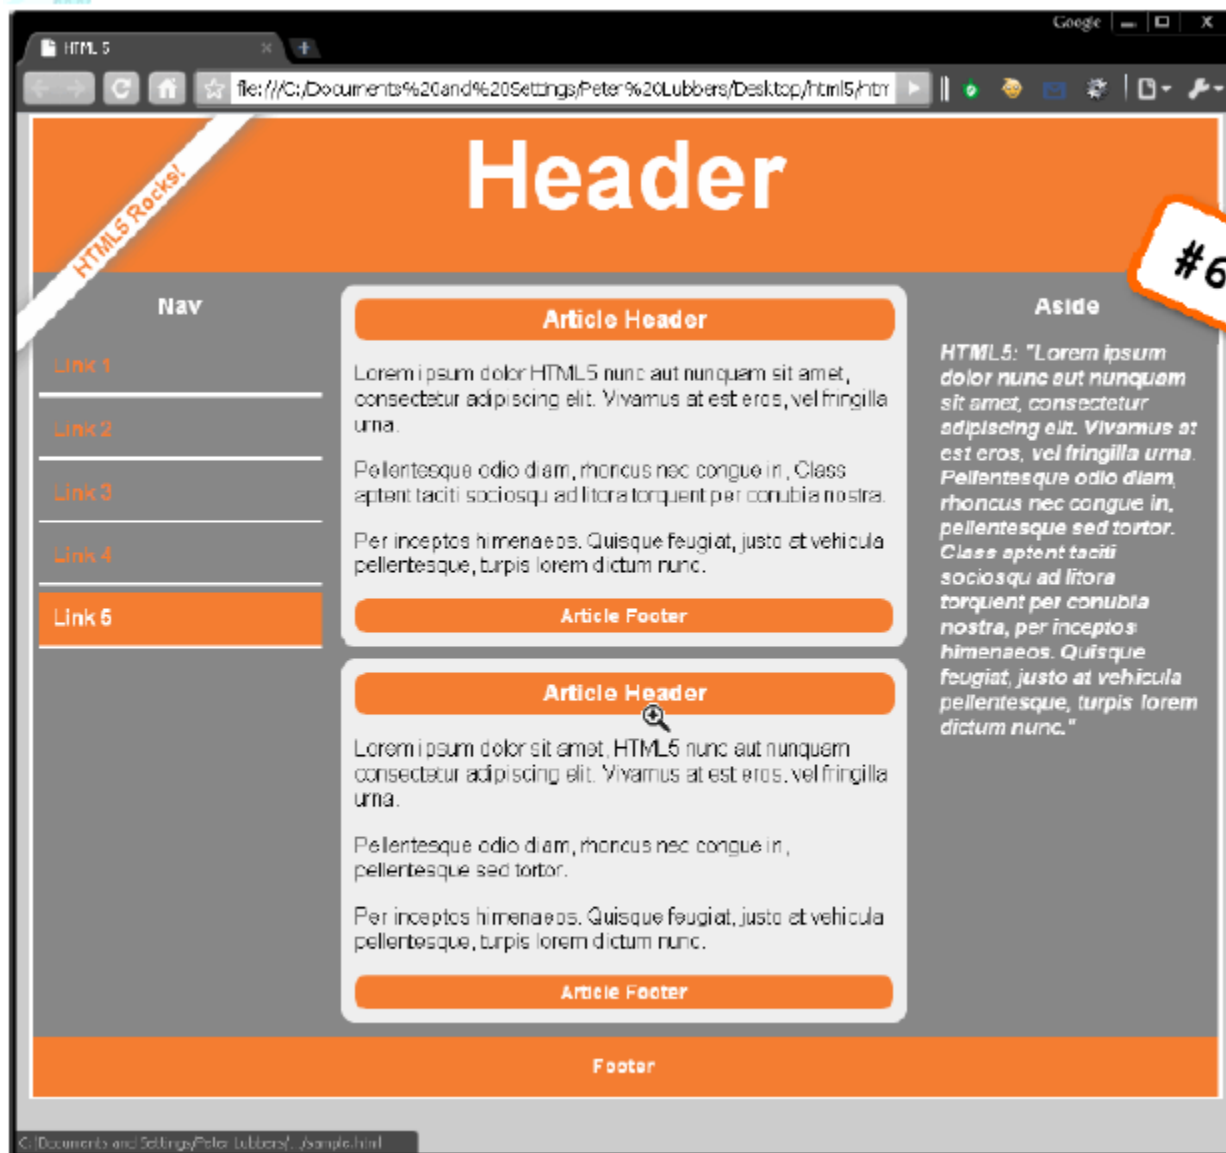 Google
HTML 5
file:///C:/Documents%20and%20Settings/Peter%20Lubbers/Desktop/html5/htm
HTML5 Rocks!
Header
#6
Nav
Link 1
Link 2
Link 3
Link 4
Link 5
Article Header
Lorem ipsum dolor HTML5 nunc aut nunquam sit amet,
consectetur adipiscing elit. Vivamus at est eros, vel fringilla
urna.
Pellentesque odio diam, rhoncus nec congue in, Class
aptent taciti sociosqu ad litora torquent per conubia nostra.
Per inceptos himenaeos. Quisque feugiat, justo at vehicula
pellentesque, turpis lorem dictum nunc.
Article Footer
Article Header
Lorem ipsum dolor sit amet, HTML5 nunc aut nunquam
consectetur adipiscing elit. Vivamus at est eros, vel fringilla
urna.
Pellentesque odio diam, rhoncus nec congue in,
pellentesque sed tortor.
Per inceptos himenaeos. Quisque feugiat, justo at vehicula
pellentesque, turpis lorem dictum nunc.
Article Footer
Aside
HTML5: "Lorem ipsum
dolor nunc aut nunquam
sit amet, consectetur
adipiscing elit. Vivamus at
est eros, vel fringilla urna.
Pellentesque odio diam,
rhoncus nec congue in,
pellentesque sed tortor.
Class aptent taciti
sociosqu ad litora
torquent per conubia
nostra, per inceptos
himenaeos. Quisque
feugiat, justo at vehicula
pellentesque, turpis lorem
dictum nunc."
Footer
C:/Documents and Settings/Peter Lubbers/.../sample.html